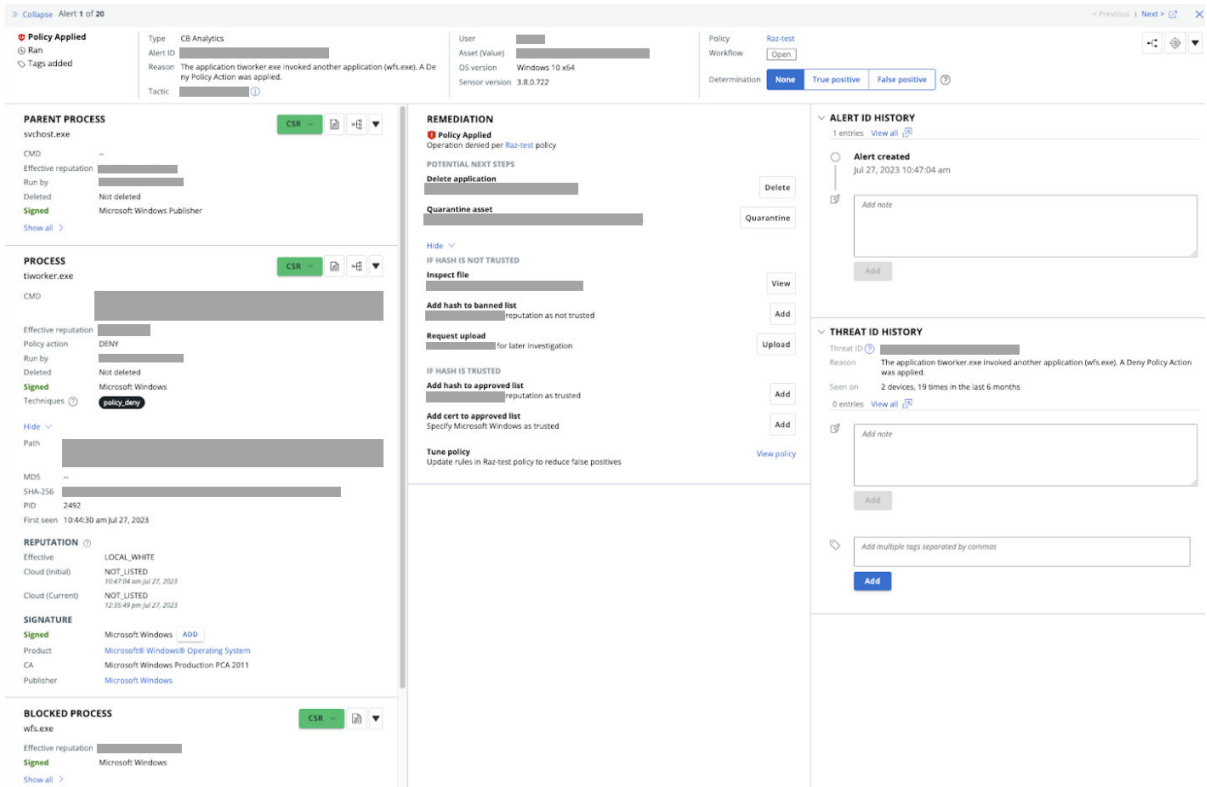 Collapse Alert 1 of 20
< Previous Next >
Policy Applied
Ran
Tags added
Type CB Analytics
Alert ID
Reason The application tiworker.exe invoked another application (wfs.exe). A De
ny Policy Action was applied.
Tactic
User
Asset (Value)
OS version Windows 10 x64
Sensor version 3.8.0.722
Policy Raz-test
Workflow Open
Determination None True positive False positive
PARENT PROCESS
svchost.exe
CSR
CMD --
Effective reputation
Run by
Deleted Not deleted
Signed Microsoft Windows Publisher
Show all
PROCESS
tiworker.exe
CSR
CMD
Effective reputation
Policy action DENY
Run by
Deleted Not deleted
Signed Microsoft Windows
Techniques policy_deny
Hide
Path
MD5 --
SHA-256
PID 2492
First seen 10:44:30 am Jul 27, 2023
REPUTATION
Effective LOCAL_WHITE
Cloud (Initial) NOT_LISTED
10:47:04 am Jul 27, 2023
Cloud (Current) NOT_LISTED
12:35:49 pm Jul 27, 2023
SIGNATURE
Signed Microsoft Windows ADD
Product Microsoft® Windows® Operating System
CA Microsoft Windows Production PCA 2011
Publisher Microsoft Windows
BLOCKED PROCESS
wfs.exe
CSR
Effective reputation
Signed Microsoft Windows
Show all
REMEDIATION
Policy Applied
Operation denied per Raz-test policy
POTENTIAL NEXT STEPS
Delete application
Delete
Quarantine asset
Quarantine
Hide
IF HASH IS NOT TRUSTED
Inspect file
View
Add hash to banned list
reputation as not trusted
Add
Request upload
for later investigation
Upload
IF HASH IS TRUSTED
Add hash to approved list
reputation as trusted
Add
Add cert to approved list
Specify Microsoft Windows as trusted
Add
Tune policy
Update rules in Raz-test policy to reduce false positives
View policy
ALERT ID HISTORY
1 entries View all
Alert created
Jul 27, 2023 10:47:04 am
Add note
Add
THREAT ID HISTORY
Threat ID
Reason The application tiworker.exe invoked another application (wfs.exe). A Deny Policy Action
was applied.
Seen on 2 devices, 19 times in the last 6 months
0 entries View all
Add note
Add
Add multiple tags separated by commas
Add